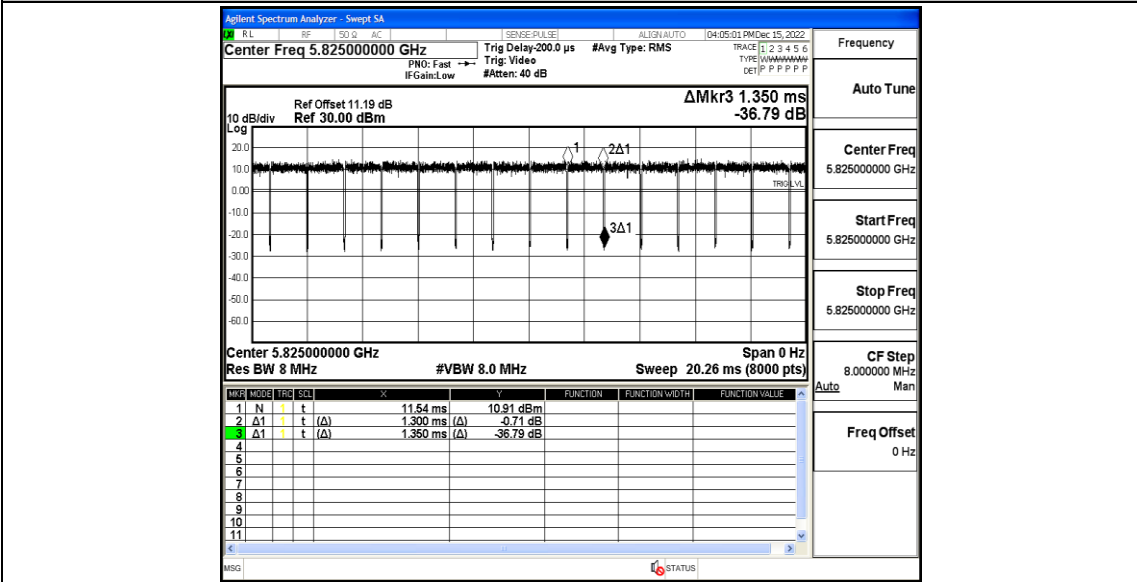 Agilent Spectrum Analyzer - Swept SA
LXI RL RF 50 Ω AC SENSE:PULSE ALIGN AUTO 04:05:01 PM Dec 15, 2022
Center Freq 5.825000000 GHz Trig Delay-200.0 µs #Avg Type: RMS TRACE 1 2 3 4 5 6
PNO: Fast Trig: Video TYPE WWWWWW
IFGain:Low #Atten: 40 dB DET P P P P P P
Frequency
Auto Tune
Ref Offset 11.19 dB ΔMkr3 1.350 ms
10 dB/div Ref 30.00 dBm -36.79 dB
Log
20.0
10.0
0.00
-10.0
-20.0
-30.0
-40.0
-50.0
-60.0
1
2Δ1
TRIG LVL
3Δ1
Center 5.825000000 GHz Span 0 Hz
Res BW 8 MHz #VBW 8.0 MHz Sweep 20.26 ms (8000 pts)
Center Freq
5.825000000 GHz
Start Freq
5.825000000 GHz
Stop Freq
5.825000000 GHz
CF Step
8.000000 MHz
Auto Man
Freq Offset
0 Hz
MKR MODE TRC SCL X Y FUNCTION FUNCTION WIDTH FUNCTION VALUE
1 N 1 t 11.54 ms 10.91 dBm
2 Δ1 1 t (Δ) 1.300 ms (Δ) -0.71 dB
3 Δ1 1 t (Δ) 1.350 ms (Δ) -36.79 dB
4
5
6
7
8
9
10
11
MSG STATUS